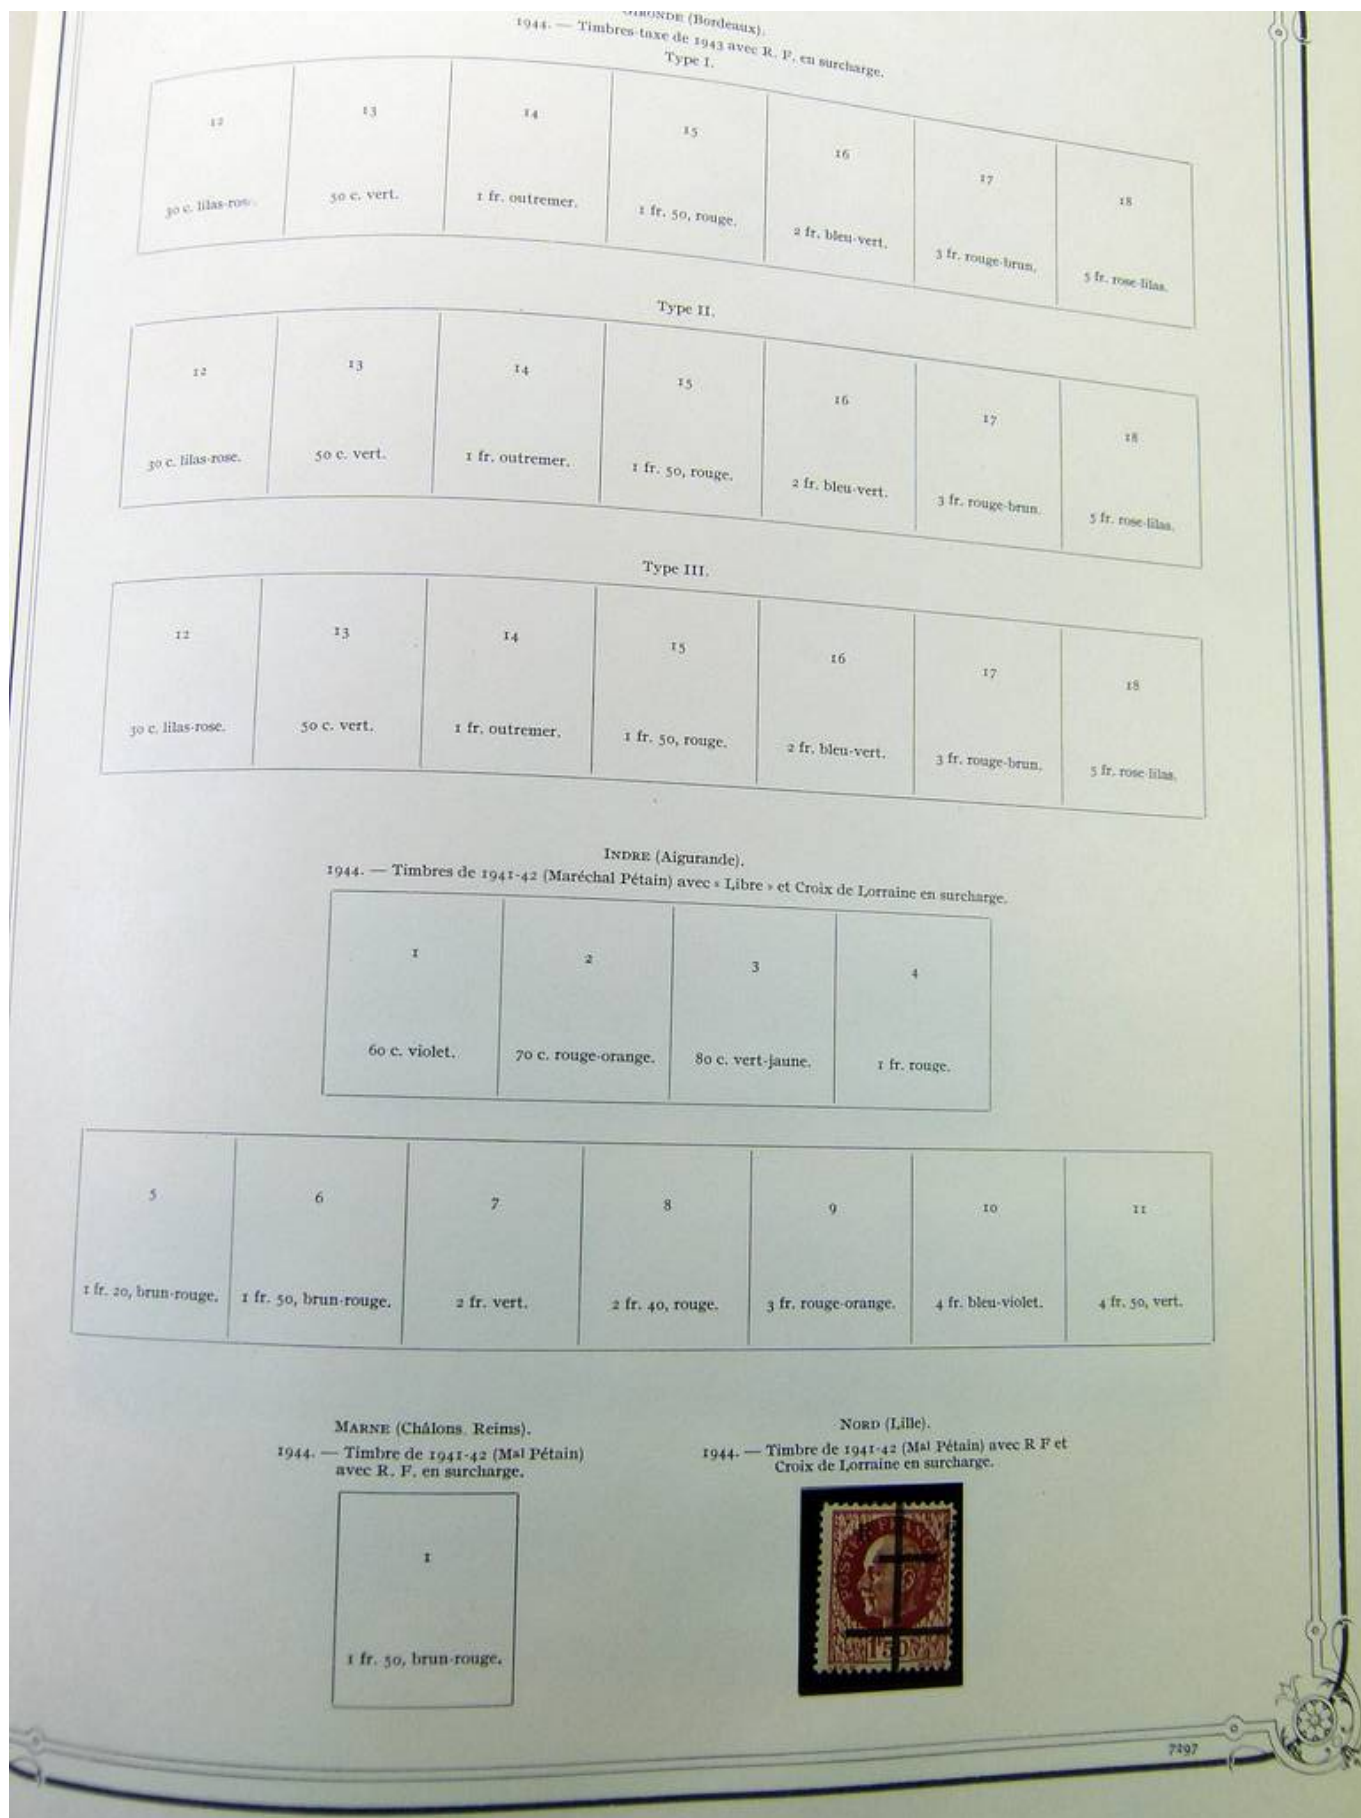 GIRONDE (Bordeaux).
1944. — Timbres-taxe de 1943 avec R. F. en surcharge.
Type I.
12 13 14 15 16 17 18
30 c. lilas-rose. 50 c. vert. 1 fr. outremer. 1 fr. 50, rouge. 2 fr. bleu-vert. 3 fr. rouge-brun. 5 fr. rose-lilas.
Type II.
12 13 14 15 16 17 18
30 c. lilas-rose. 50 c. vert. 1 fr. outremer. 1 fr. 50, rouge. 2 fr. bleu-vert. 3 fr. rouge-brun. 5 fr. rose-lilas.
Type III.
12 13 14 15 16 17 18
30 c. lilas-rose. 50 c. vert. 1 fr. outremer. 1 fr. 50, rouge. 2 fr. bleu-vert. 3 fr. rouge-brun. 5 fr. rose-lilas.
INDRE (Aigurande).
1944. — Timbres de 1941-42 (Maréchal Pétain) avec « Libre » et Croix de Lorraine en surcharge.
1 2 3 4
60 c. violet. 70 c. rouge-orange. 80 c. vert-jaune. 1 fr. rouge.
5 6 7 8 9 10 11
1 fr. 20, brun-rouge. 1 fr. 50, brun-rouge. 2 fr. vert. 2 fr. 40, rouge. 3 fr. rouge-orange. 4 fr. bleu-violet. 4 fr. 50, vert.
MARNE (Châlons Reims).
1944. — Timbre de 1941-42 (Mal Pétain)
avec R. F. en surcharge.
1
1 fr. 50, brun-rouge.
NORD (Lille).
1944. — Timbre de 1941-42 (Mal Pétain) avec R F et
Croix de Lorraine en surcharge.
POSTES FRANÇAISES
1F50
7297